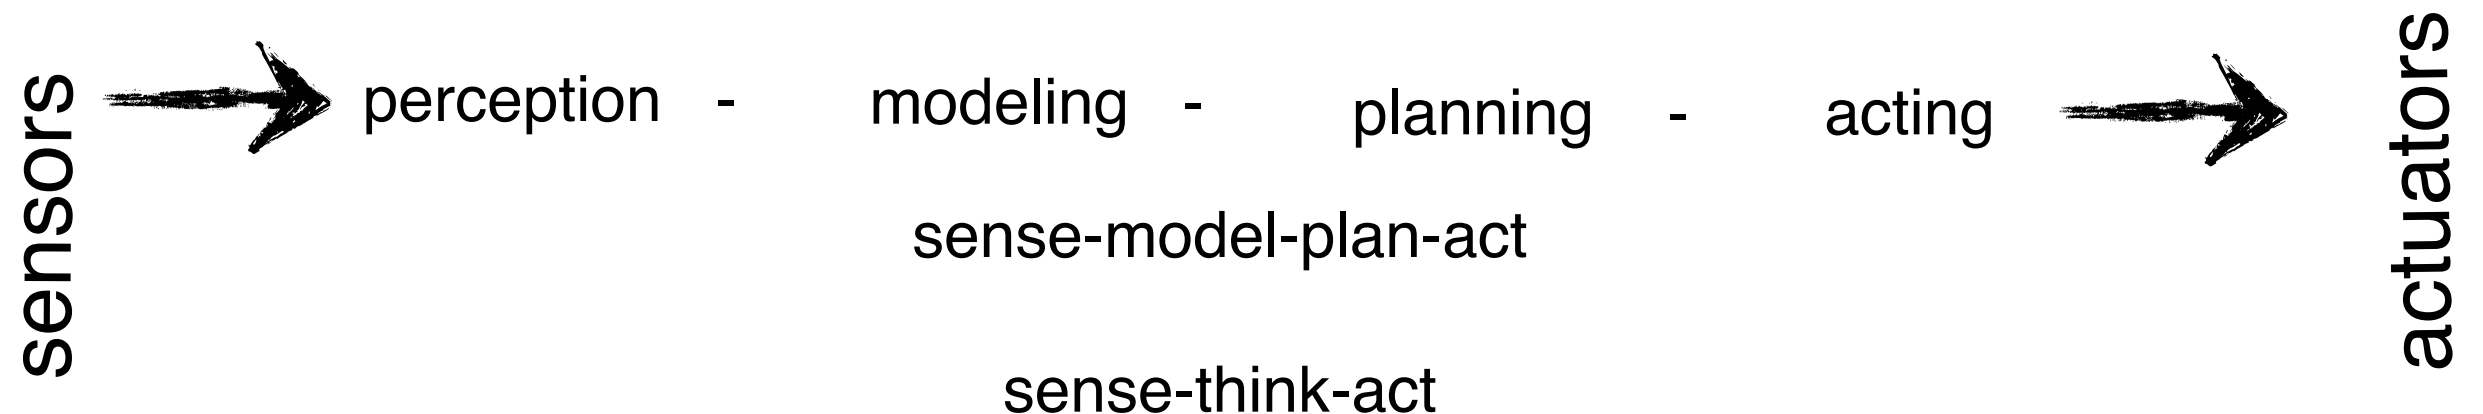 sensors
perception - modeling - planning - acting
sense-model-plan-act
sense-think-act
actuators